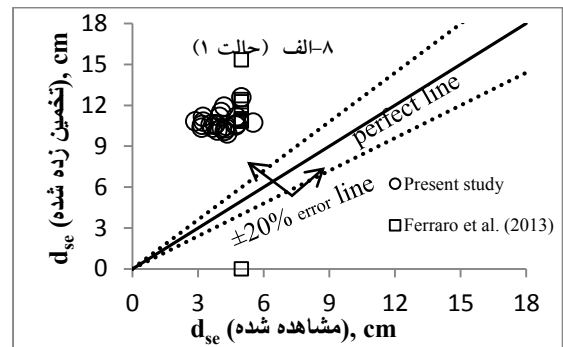 ۸-الف (حالت ۱)
d_se (تخمین زده شده), cm
18
15
12
9
6
3
0
perfect line
±20% error line
Present study
Ferraro et al. (2013)
0 3 6 9 12 15 18
d_se (مشاهده شده), cm